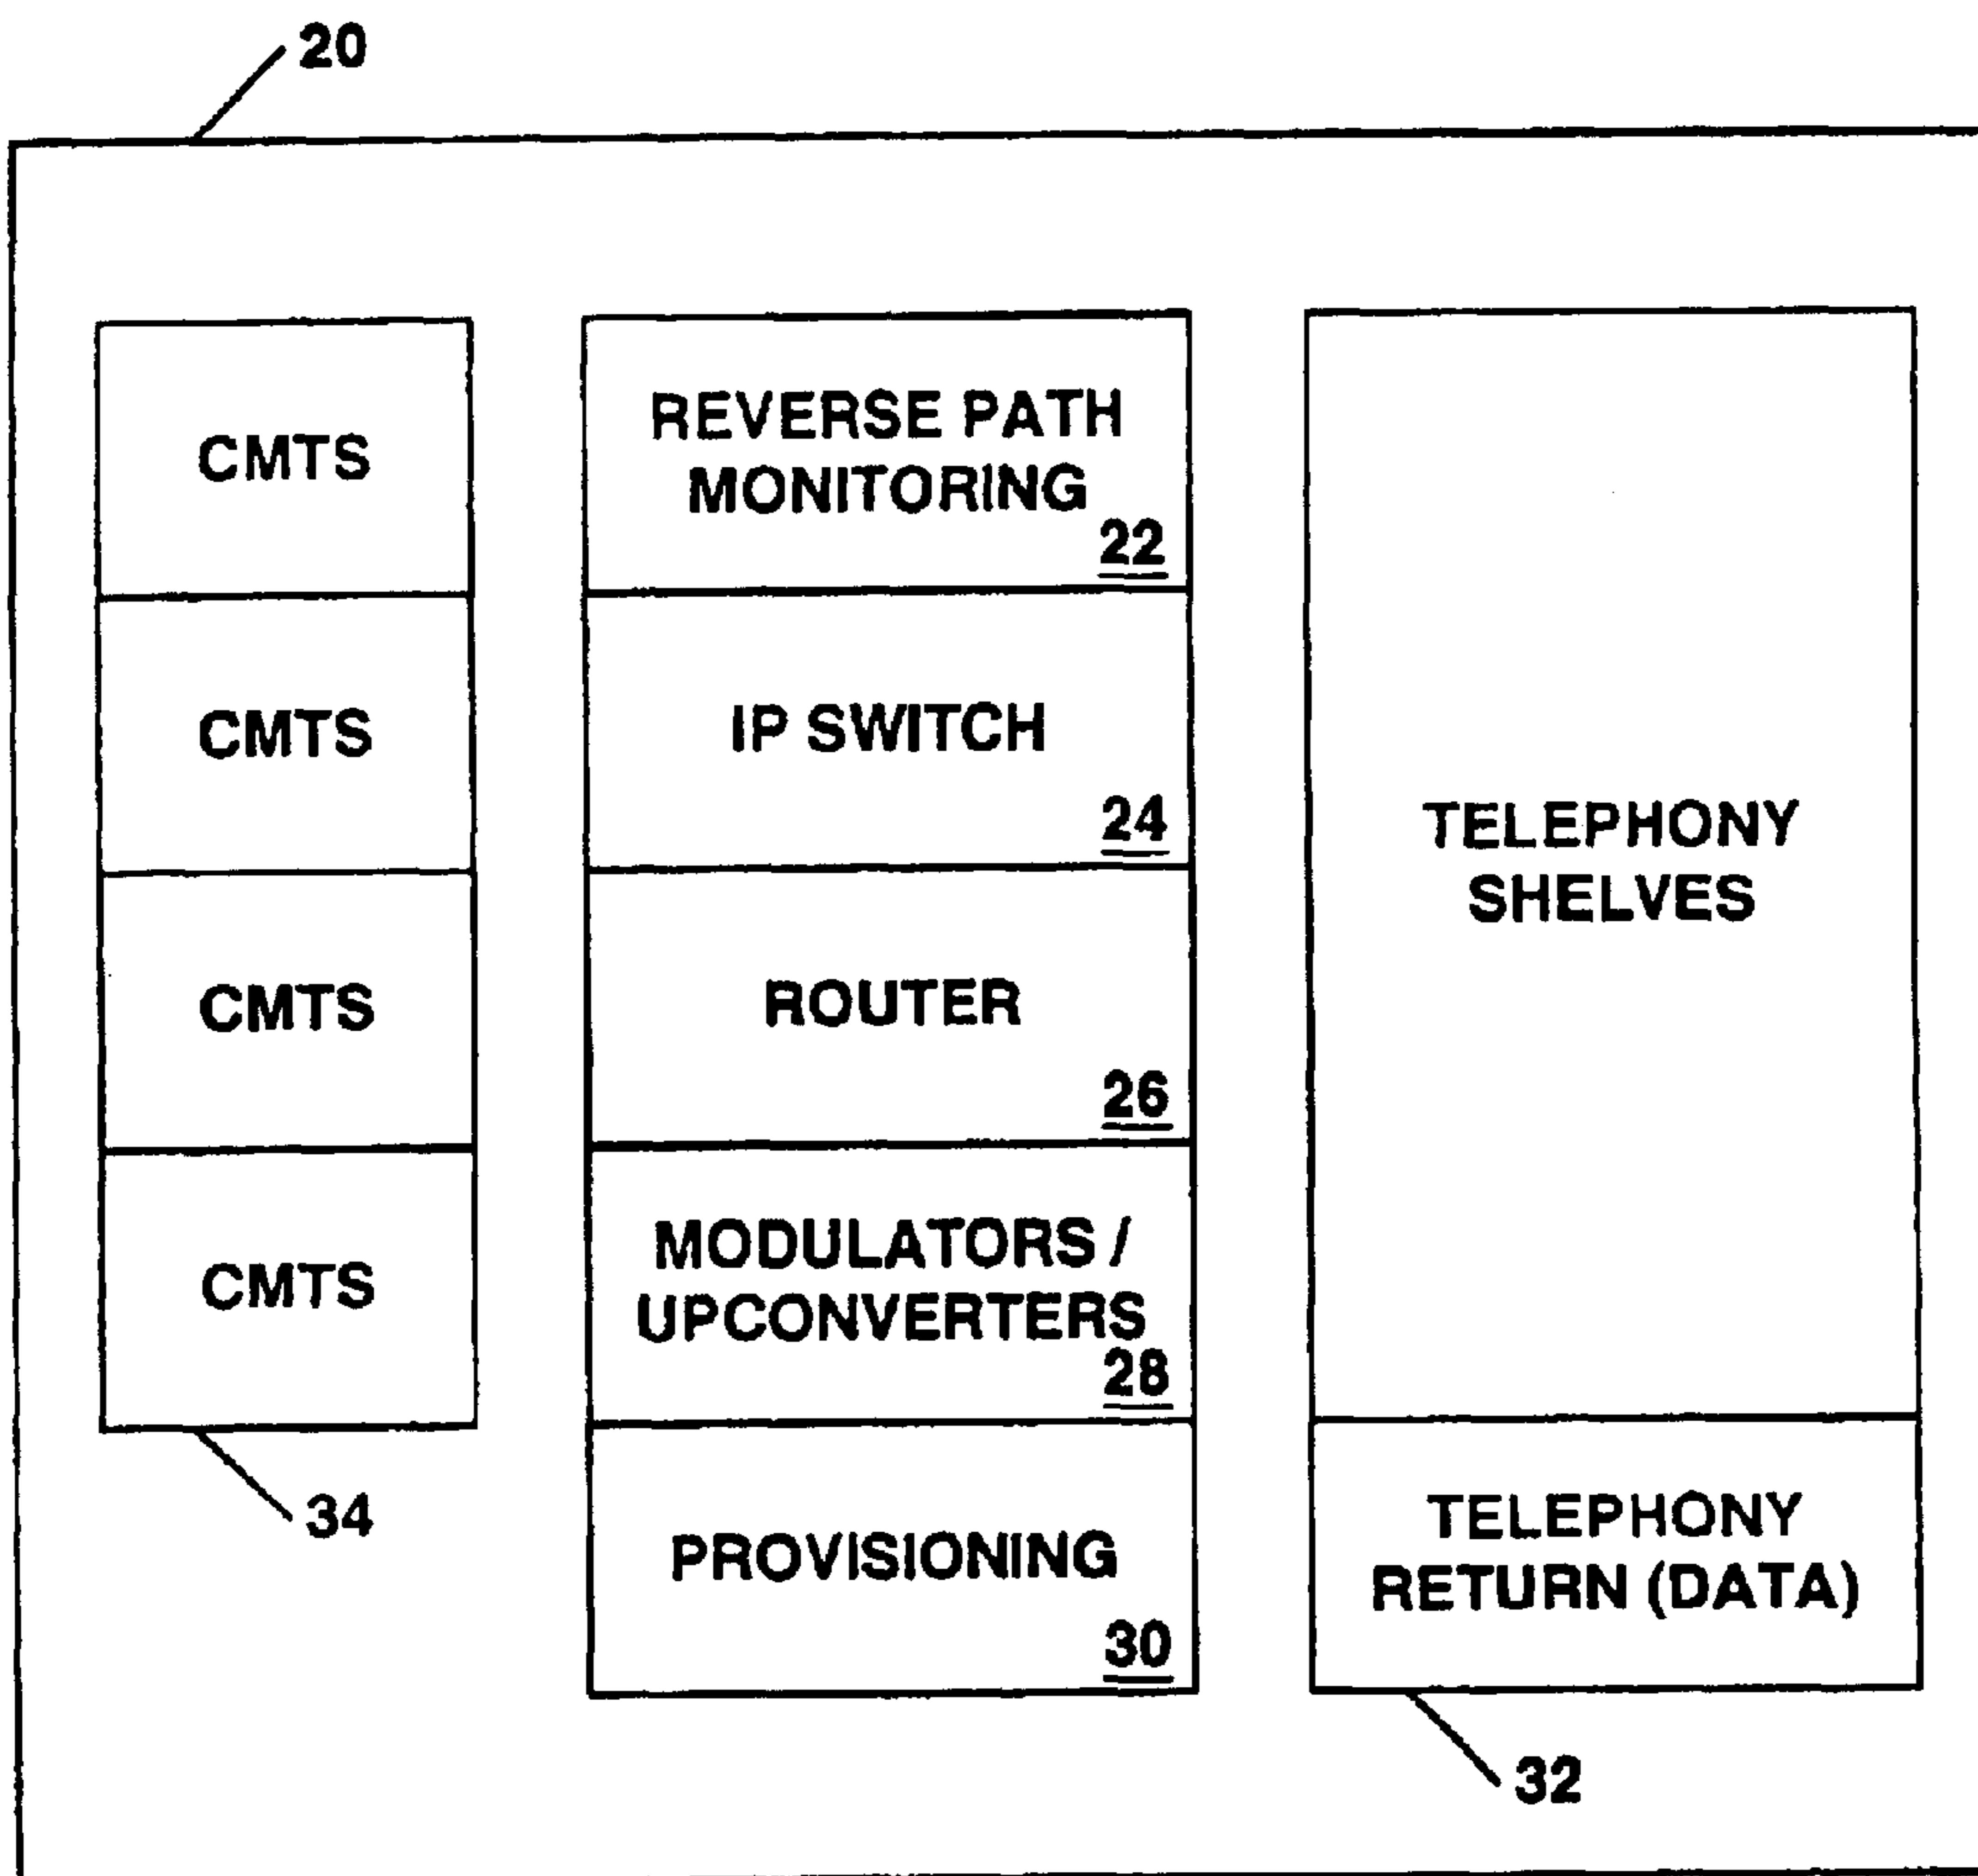 20
CMTS
CMTS
CMTS
CMTS
34
REVERSE PATH
MONITORING
22
IP SWITCH
24
ROUTER
26
MODULATORS /
UPCONVERTERS
28
PROVISIONING
30
TELEPHONY
SHELVES
TELEPHONY
RETURN (DATA)
32